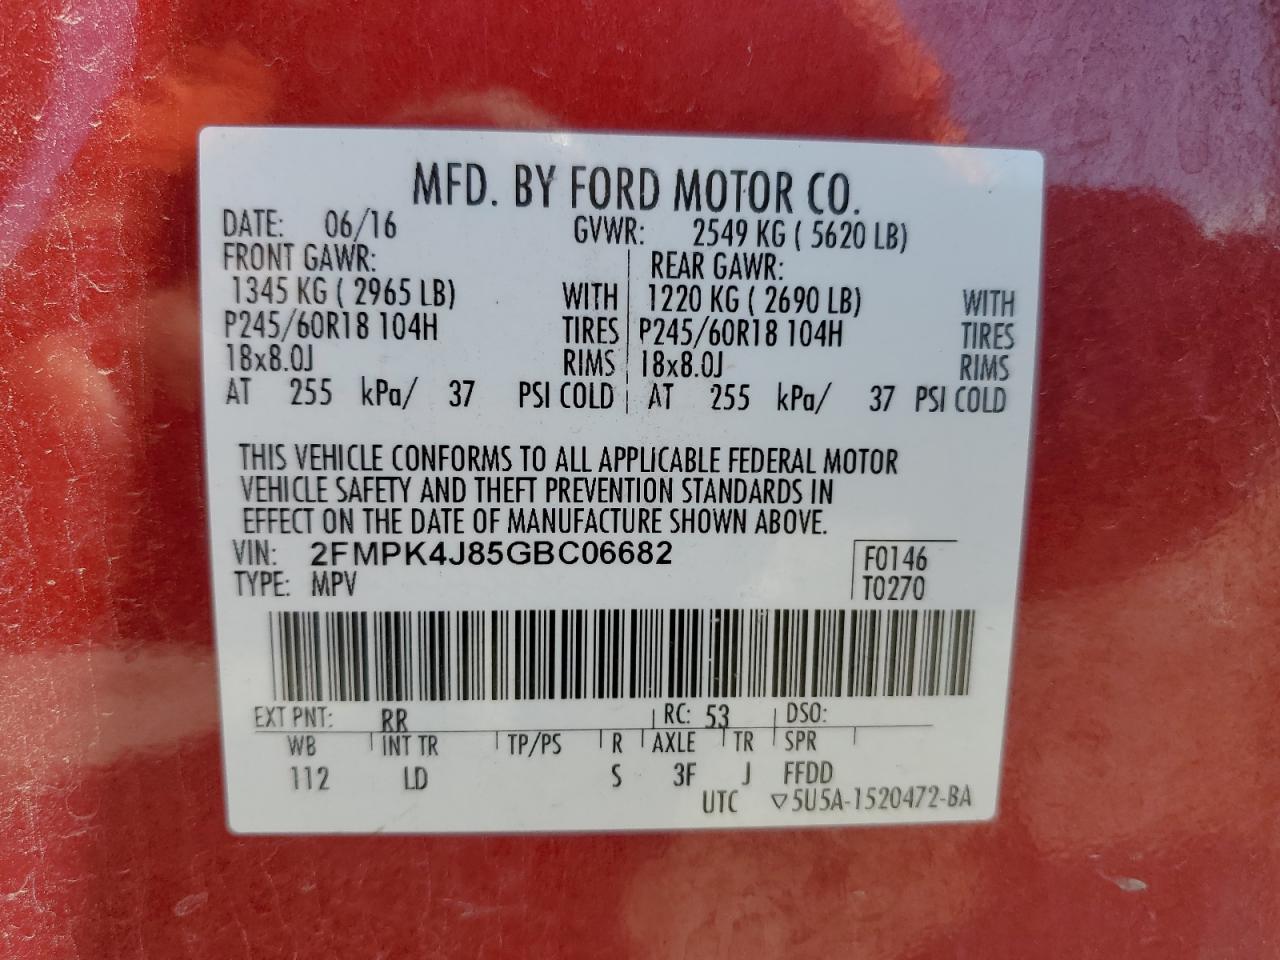 MFD. BY FORD MOTOR CO.
DATE: 06/16 GVWR: 2549 KG ( 5620 LB)
FRONT GAWR: REAR GAWR:
1345 KG ( 2965 LB) WITH 1220 KG ( 2690 LB) WITH
P245/60R18 104H TIRES P245/60R18 104H TIRES
18x8.0J RIMS 18x8.0J RIMS
AT 255 kPa/ 37 PSI COLD AT 255 kPa/ 37 PSI COLD
THIS VEHICLE CONFORMS TO ALL APPLICABLE FEDERAL MOTOR
VEHICLE SAFETY AND THEFT PREVENTION STANDARDS IN
EFFECT ON THE DATE OF MANUFACTURE SHOWN ABOVE.
VIN: 2FMPK4J85GBC06682 F0146
TYPE: MPV T0270
EXT PNT: RR RC: 53 DSO:
WB INT TR TP/PS R AXLE TR SPR
112 LD S 3F J FFDD
UTC ▽5U5A-1520472-BA